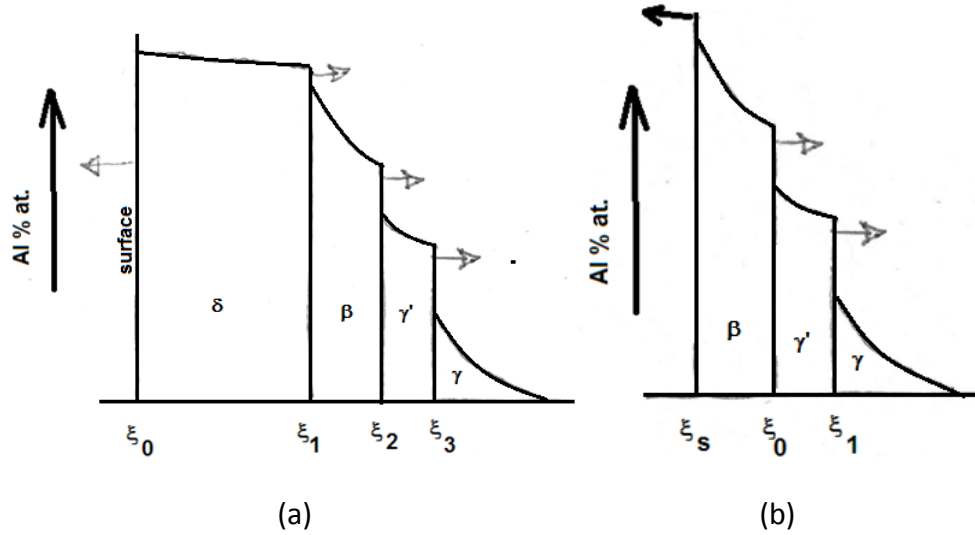 Al % at.
surface
δ
β
γ'
γ
ξ0
ξ1
ξ2
ξ3
(a)
Al % at.
β
γ'
γ
ξs
ξ0
ξ1
(b)